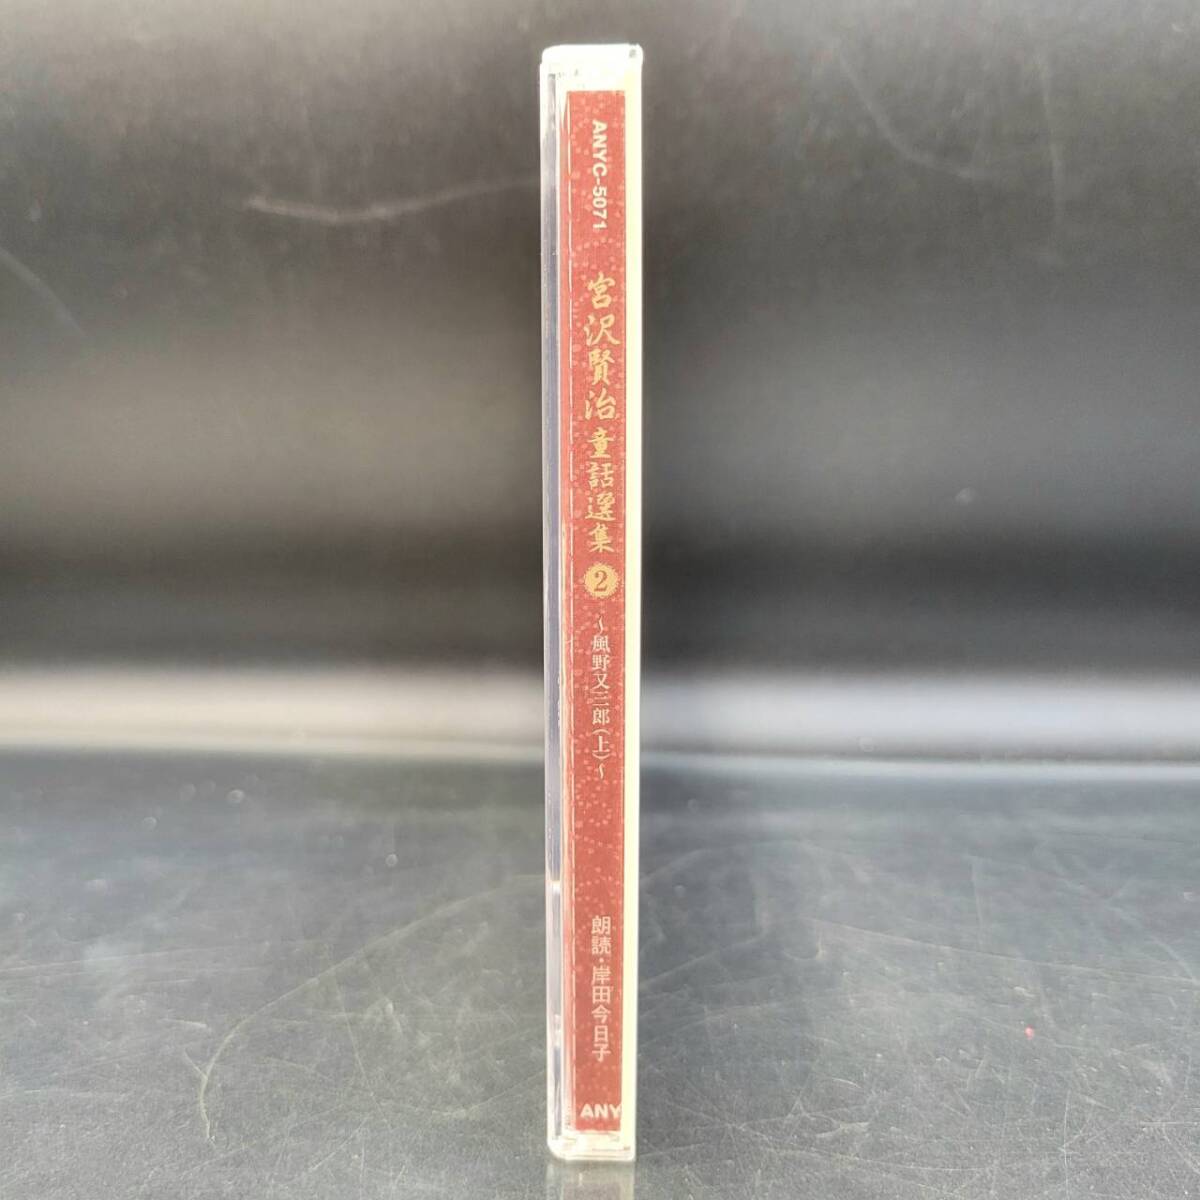 ANYC-5071
宮沢賢治童話選集 2
～風野又三郎(上)～
朗読・岸田今日子
ANY